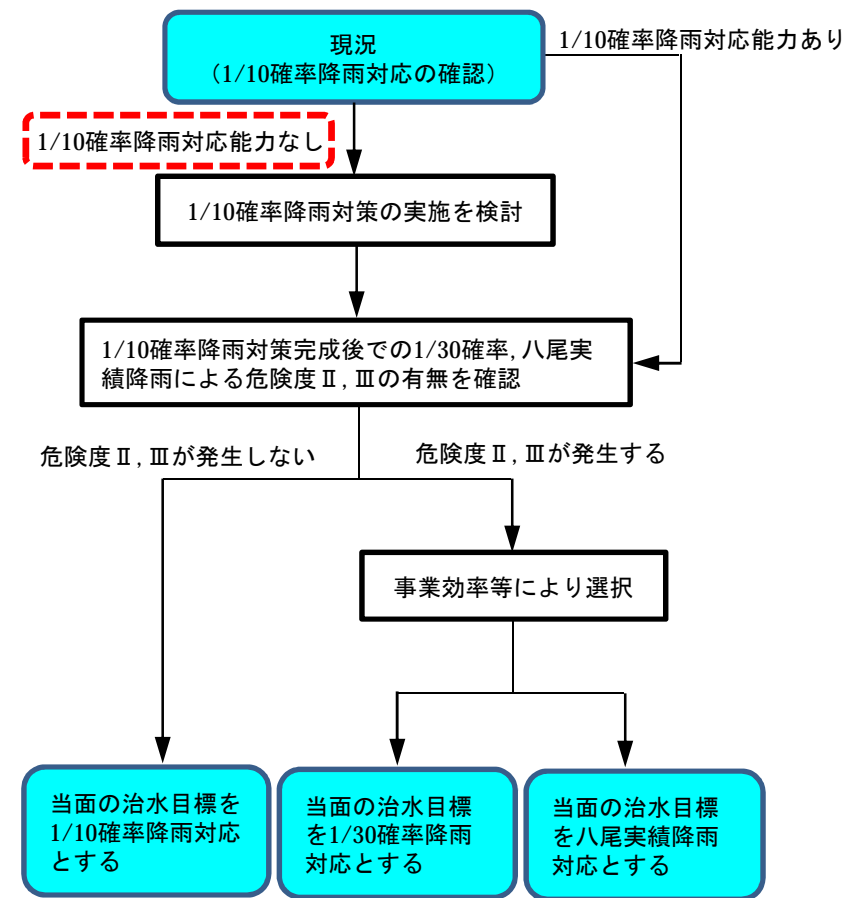 現況
（1/10確率降雨対応の確認）
1/10確率降雨対応能力あり
1/10確率降雨対応能力なし
1/10確率降雨対策の実施を検討
1/10確率降雨対策完成後での1/30確率,八尾実
績降雨による危険度Ⅱ,Ⅲの有無を確認
危険度Ⅱ,Ⅲが発生しない
危険度Ⅱ,Ⅲが発生する
事業効率等により選択
当面の治水目標を
1/10確率降雨対応
とする
当面の治水目標
を1/30確率降雨
対応とする
当面の治水目標
を八尾実績降雨
対応とする